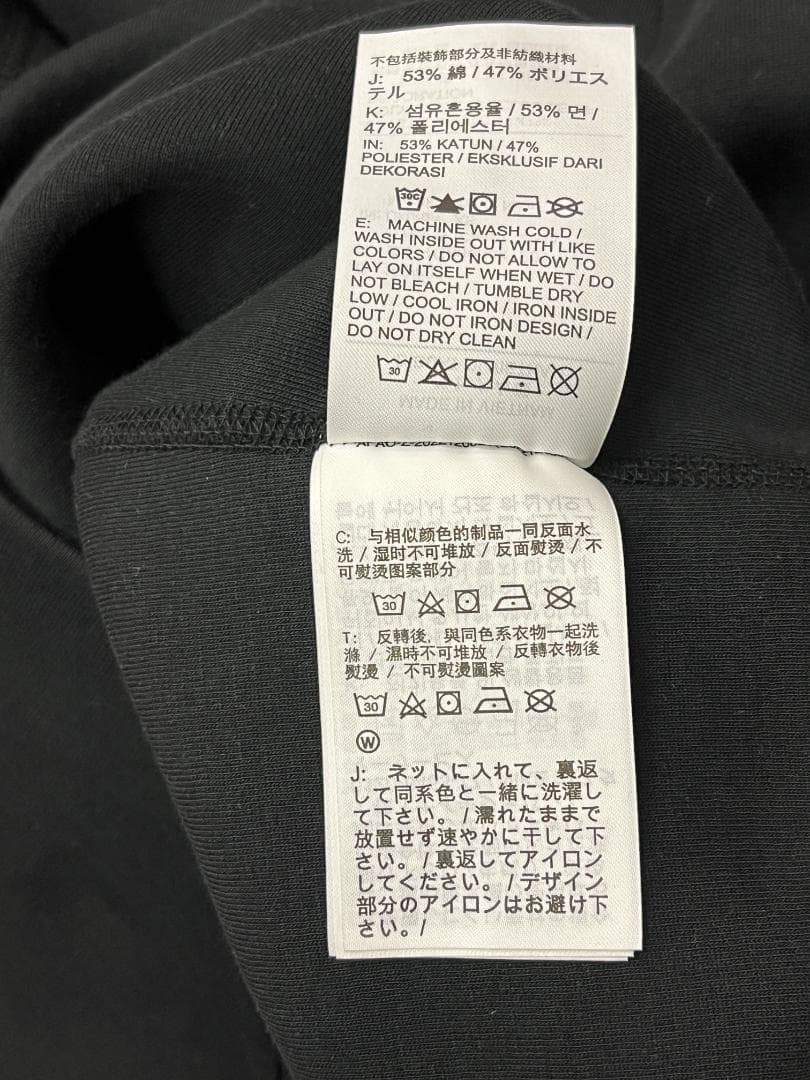 不包括裝飾部分及非紡織材料
J: 53% 綿 / 47% ポリエス
テル
K: 섬유혼용율 / 53% 면 /
47% 폴리에스터
IN: 53% KATUN / 47%
POLIESTER / EKSKLUSIF DARI
DEKORASI
30C
E: MACHINE WASH COLD /
WASH INSIDE OUT WITH LIKE
COLORS / DO NOT ALLOW TO
LAY ON ITSELF WHEN WET / DO
NOT BLEACH / TUMBLE DRY
LOW / COOL IRON / IRON INSIDE
OUT / DO NOT IRON DESIGN /
DO NOT DRY CLEAN
30
MADE IN VIETNAM
C: 与相似颜色的制品一同反面水
洗 / 湿时不可堆放 / 反面熨烫 / 不
可熨烫图案部分
30
T: 反轉後, 與同色系衣物一起洗
滌 / 濕時不可堆放 / 反轉衣物後
熨燙 / 不可熨燙圖案
30
W
J: ネットに入れて、裏返
して同系色と一緒に洗濯し
て下さい。/ 濡れたままで
放置せず速やかに干して下
さい。/ 裏返してアイロン
してください。/ デザイン
部分のアイロンはお避け下
さい。/